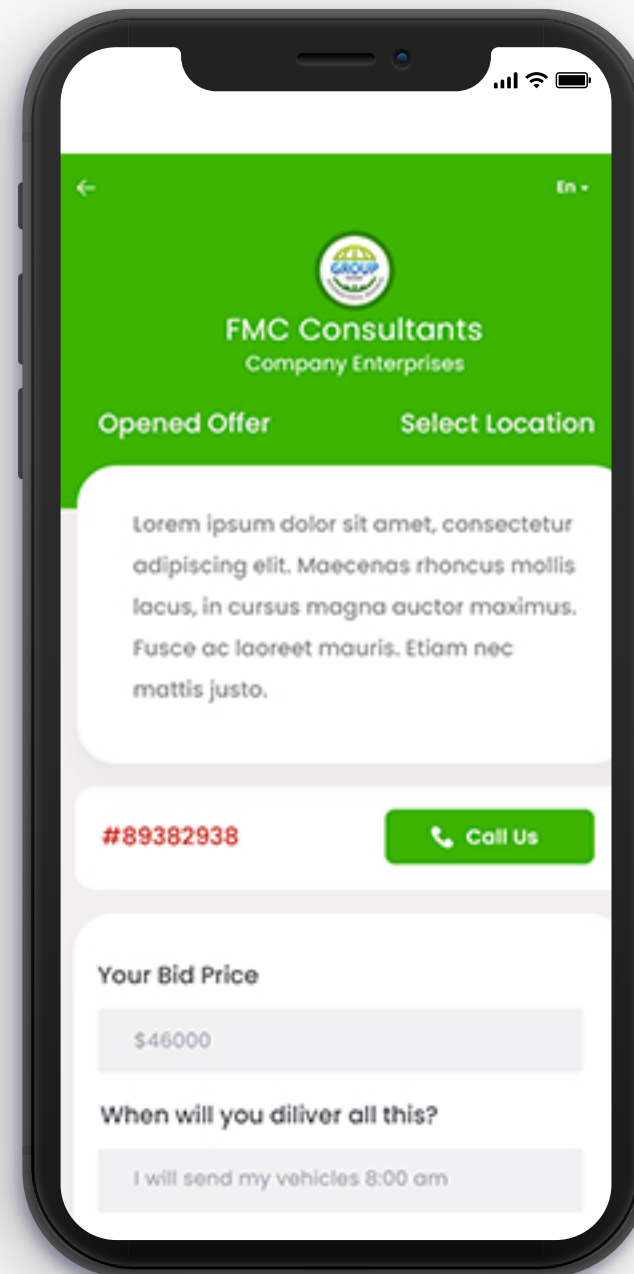 En
GROUP
FMC Consultants
Company Enterprises
Opened Offer Select Location
Lorem ipsum dolor sit amet, consectetur
adipiscing elit. Maecenas rhoncus mollis
lacus, in cursus magna auctor maximus.
Fusce ac laoreet mauris. Etiam nec
mattis justo.
#89382938 Call Us
Your Bid Price
$46000
When will you diliver all this?
I will send my vehicles 8:00 am